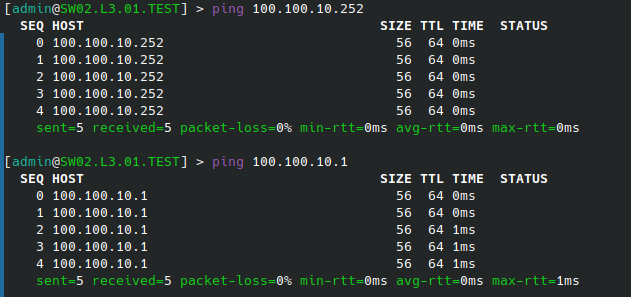 [admin@SW02.L3.01.TEST] > ping 100.100.10.252
SEQ HOST SIZE TTL TIME STATUS
0 100.100.10.252 56 64 0ms
1 100.100.10.252 56 64 0ms
2 100.100.10.252 56 64 0ms
3 100.100.10.252 56 64 0ms
4 100.100.10.252 56 64 0ms
sent=5 received=5 packet-loss=0% min-rtt=0ms avg-rtt=0ms max-rtt=0ms
[admin@SW02.L3.01.TEST] > ping 100.100.10.1
SEQ HOST SIZE TTL TIME STATUS
0 100.100.10.1 56 64 0ms
1 100.100.10.1 56 64 0ms
2 100.100.10.1 56 64 1ms
3 100.100.10.1 56 64 1ms
4 100.100.10.1 56 64 1ms
sent=5 received=5 packet-loss=0% min-rtt=0ms avg-rtt=0ms max-rtt=1ms